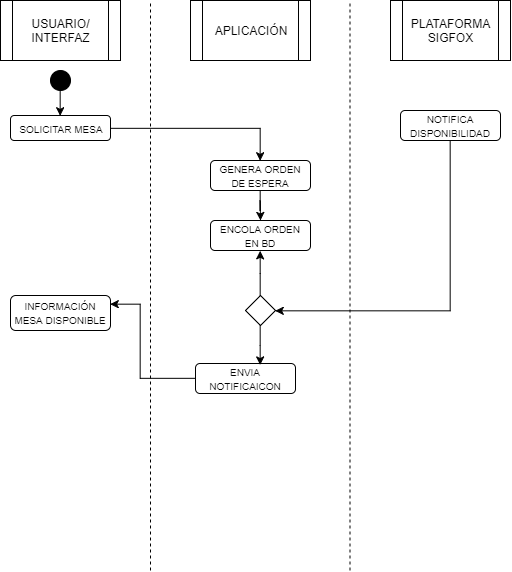 USUARIO/
INTERFAZ
APLICACIÓN
PLATAFORMA
SIGFOX
SOLICITAR MESA
NOTIFICA
DISPONIBILIDAD
GENERA ORDEN
DE ESPERA
ENCOLA ORDEN
EN BD
INFORMACIÓN
MESA DISPONIBLE
ENVIA
NOTIFICAICON